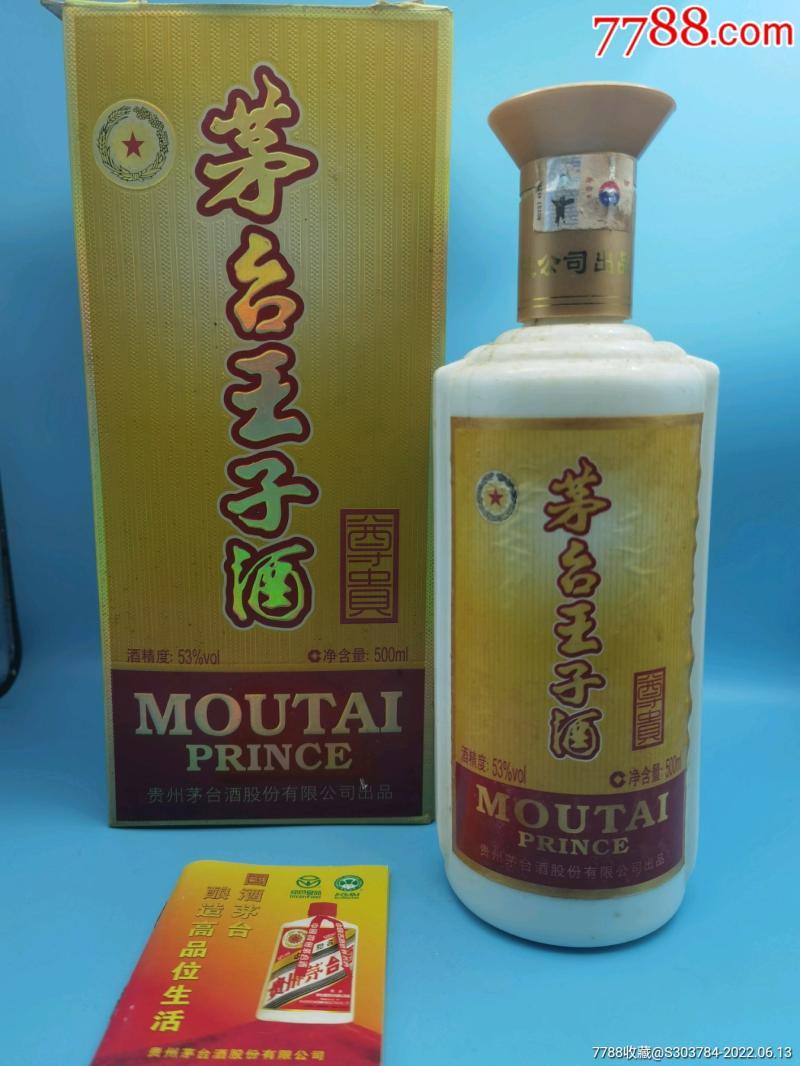 7788.com
茅台王子酒
尊貴
酒精度: 53%vol
净含量: 500ml
MOUTAI
PRINCE
贵州茅台酒股份有限公司出品
公司出品
茅台王子酒
尊貴
酒精度: 53%vol
净含量: 500ml
MOUTAI
PRINCE
贵州茅台酒股份有限公司出品
酒茅台
酿造高品位生活
贵州茅台
贵州茅台酒股份有限公司
7788收藏@S303784-2022.06.13